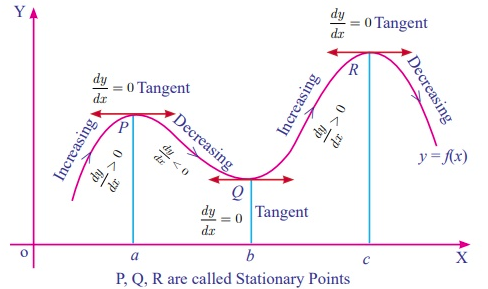 Y
dy/dx = 0 Tangent
R
Increasing
dy/dx > 0
Decreasing
y = f(x)
dy/dx = 0 Tangent
P
Increasing
dy/dx > 0
Decreasing
dy/dx < 0
Q
dy/dx = 0 Tangent
o
a
b
c
X
P, Q, R are called Stationary Points